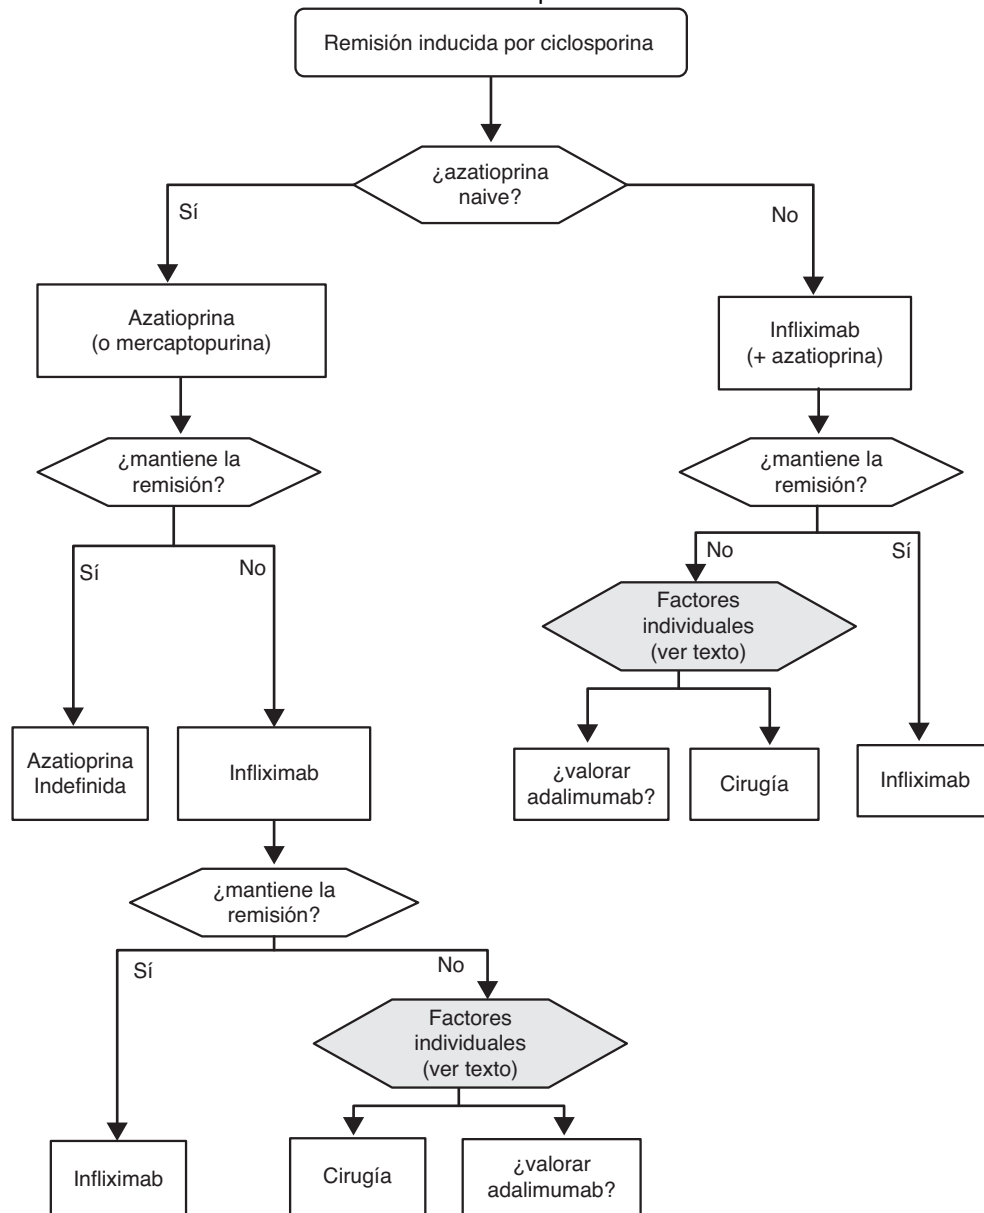 Remisión inducida por ciclosporina
¿azatioprina
naive?
Sí
No
Azatioprina
(o mercaptopurina)
Infliximab
(+ azatioprina)
¿mantiene la
remisión?
¿mantiene la
remisión?
Sí
No
No
Sí
Factores
individuales
(ver texto)
Azatioprina
Indefinida
Infliximab
¿valorar
adalimumab?
Cirugía
Infliximab
¿mantiene la
remisión?
Sí
No
Factores
individuales
(ver texto)
Infliximab
Cirugía
¿valorar
adalimumab?